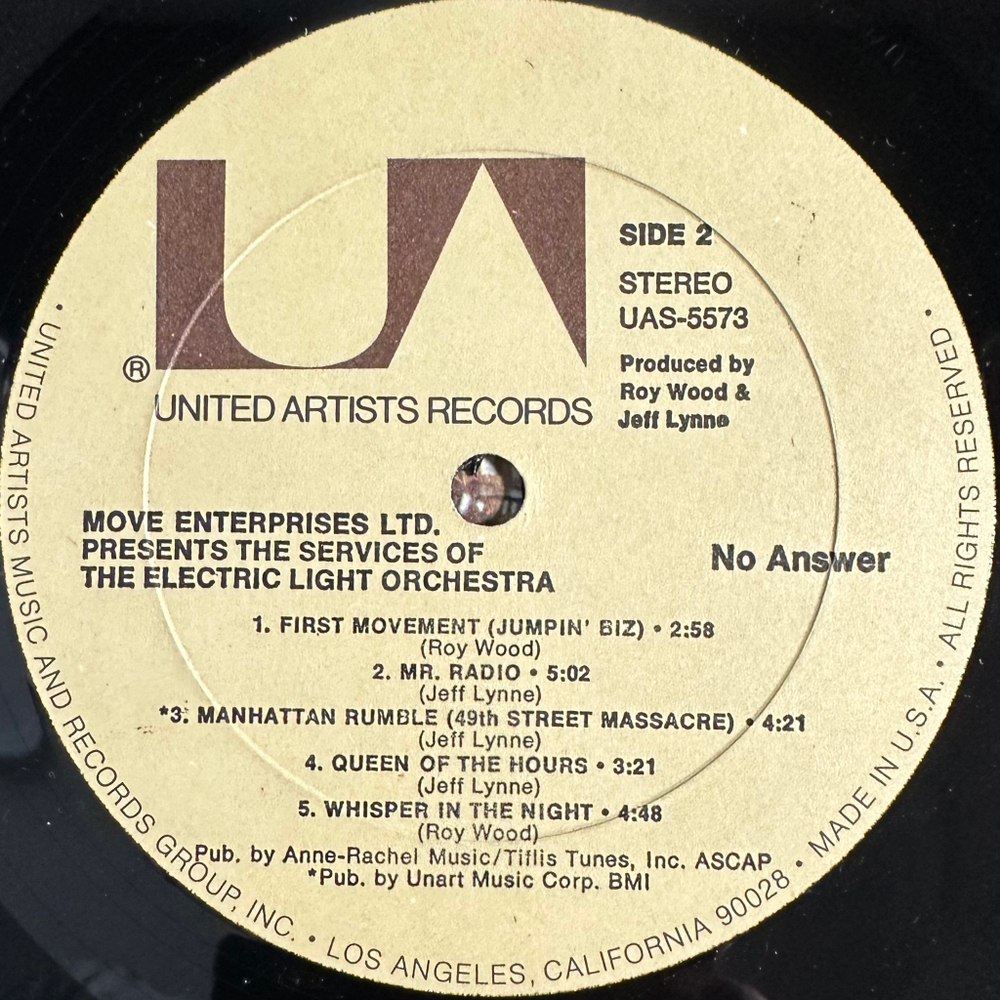 UA
®
UNITED ARTISTS RECORDS
SIDE 2
STEREO
UAS-5573
Produced by
Roy Wood &
Jeff Lynne
MOVE ENTERPRISES LTD.
PRESENTS THE SERVICES OF
THE ELECTRIC LIGHT ORCHESTRA
No Answer
1. FIRST MOVEMENT (JUMPIN' BIZ) • 2:58
(Roy Wood)
2. MR. RADIO • 5:02
(Jeff Lynne)
*3. MANHATTAN RUMBLE (49th STREET MASSACRE) • 4:21
(Jeff Lynne)
4. QUEEN OF THE HOURS • 3:21
(Jeff Lynne)
5. WHISPER IN THE NIGHT • 4:48
(Roy Wood)
Pub. by Anne-Rachel Music/Tiflis Tunes, Inc. ASCAP
*Pub. by Unart Music Corp. BMI
• UNITED ARTISTS MUSIC AND RECORDS GROUP, INC. • LOS ANGELES, CALIFORNIA 90028 • MADE IN U.S.A. • ALL RIGHTS RESERVED •